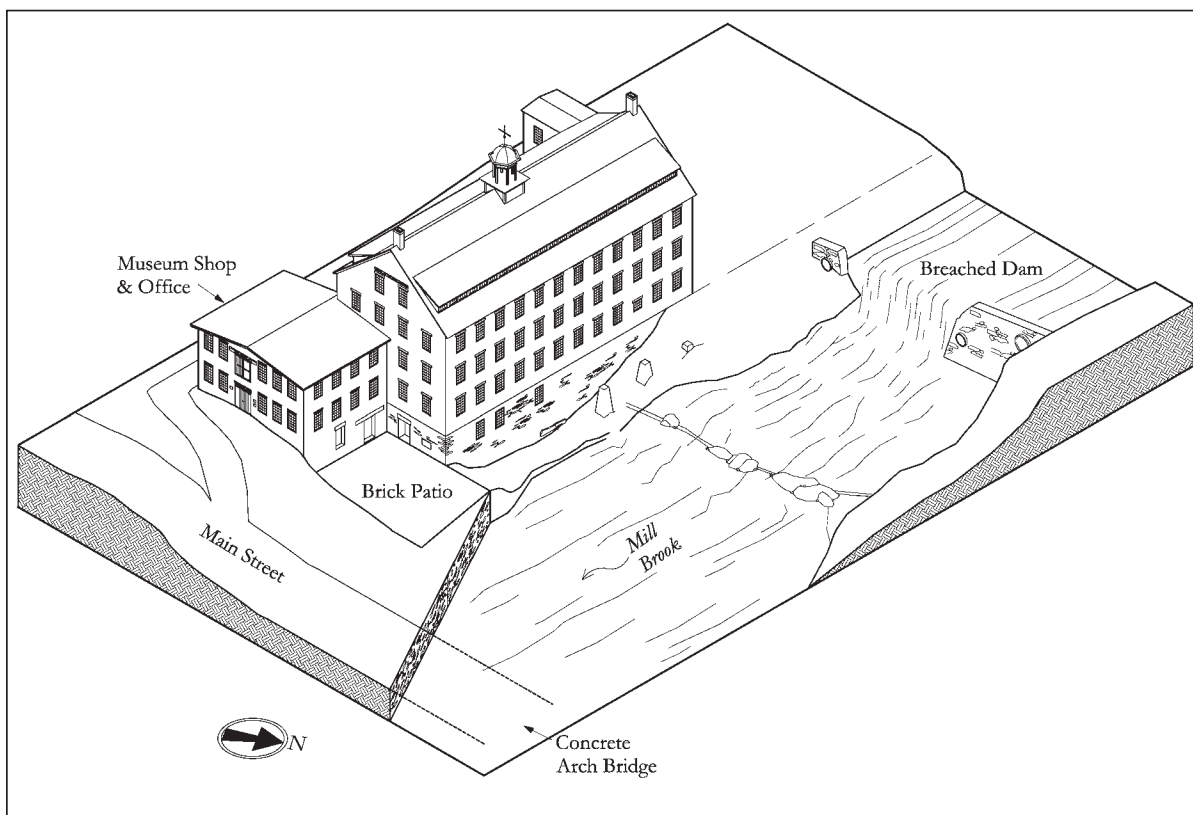 Museum Shop
& Office
Breached Dam
Brick Patio
Main Street
Mill
Brook
N
Concrete
Arch Bridge